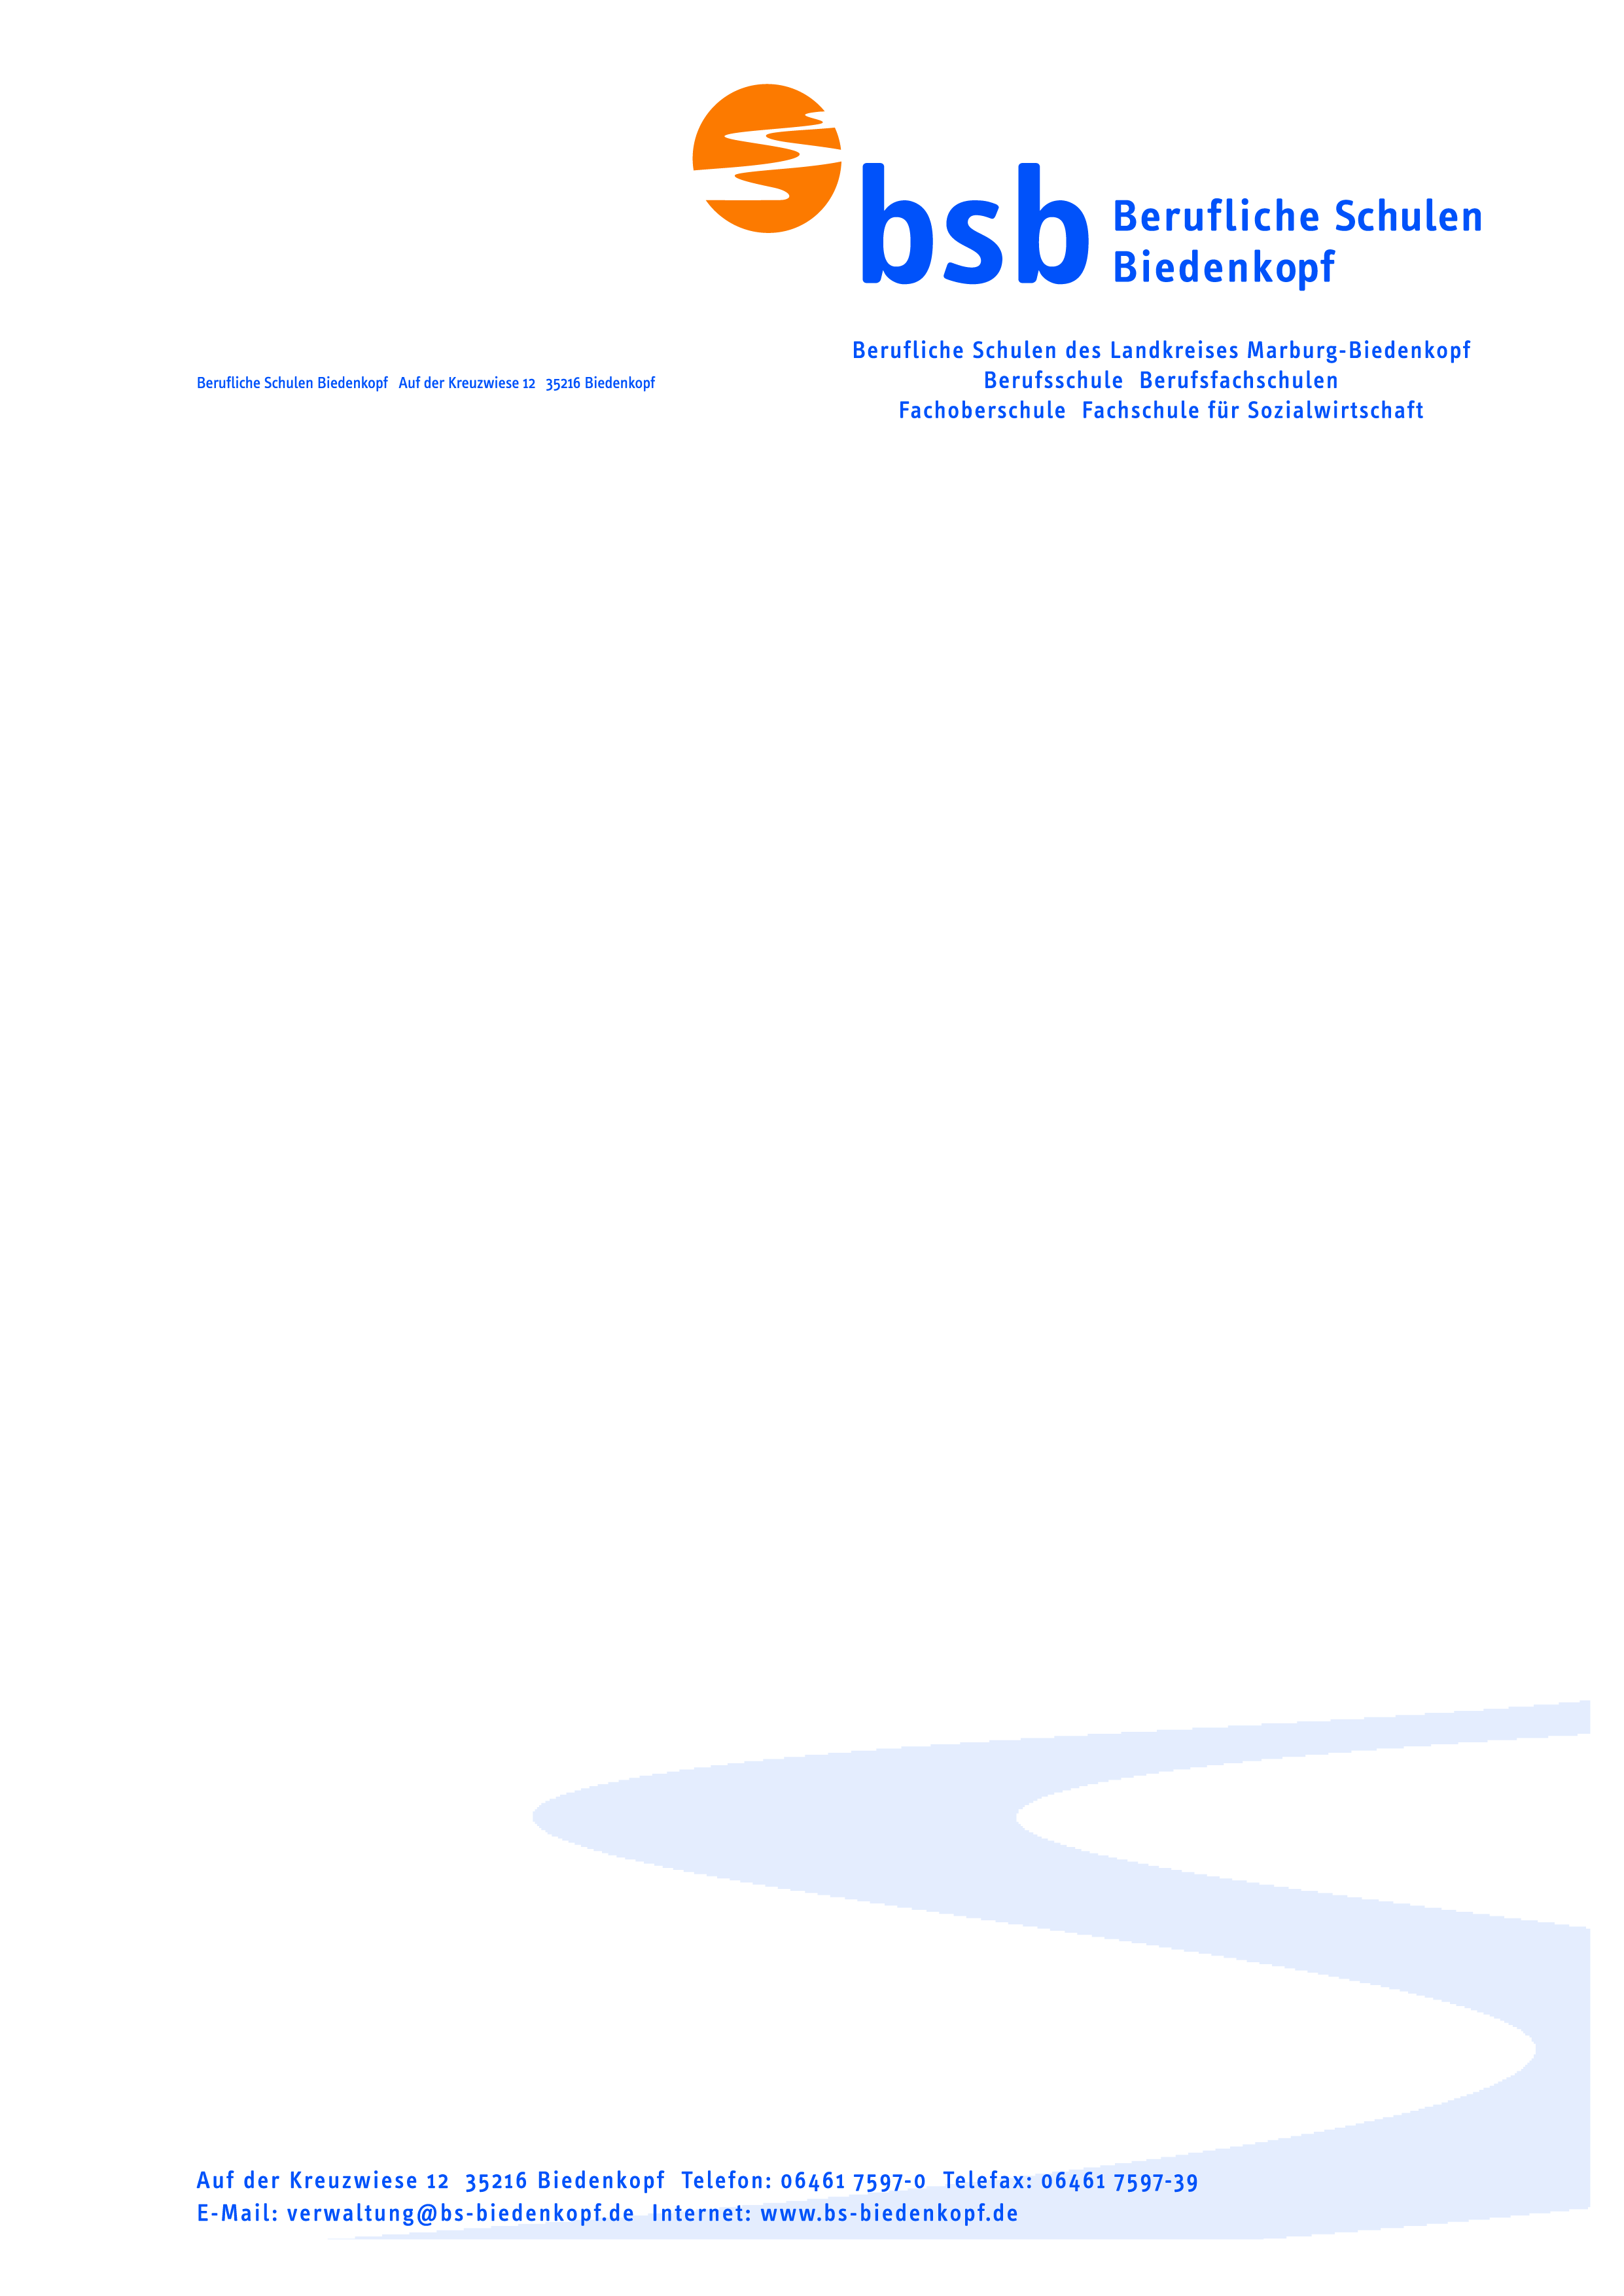 bsb
Berufliche Schulen
Biedenkopf
Berufliche Schulen des Landkreises Marburg-Biedenkopf
Berufsschule Berufsfachschulen
Fachoberschule Fachschule für Sozialwirtschaft
Berufliche Schulen Biedenkopf Auf der Kreuzwiese 12 35216 Biedenkopf
Auf der Kreuzwiese 12 35216 Biedenkopf Telefon: 06461 7597-0 Telefax: 06461 7597-39
E-Mail: verwaltung@bs-biedenkopf.de Internet: www.bs-biedenkopf.de